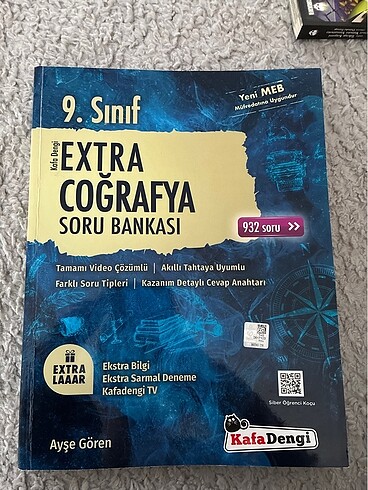 Yeni MEB
Müfredatına Uygundur
9. Sınıf
Kafa Dengi
EXTRA
COĞRAFYA
SORU BANKASI
932 soru >>
Tamamı Video Çözümlü | Akıllı Tahtaya Uyumlu
Farklı Soru Tipleri | Kazanım Detaylı Cevap Anahtarı
EXTRA
LAAAR
Ekstra Bilgi
Ekstra Sarmal Deneme
Kafadengi TV
Siber Öğrenci Koçu
Ayşe Gören
KafaDengi